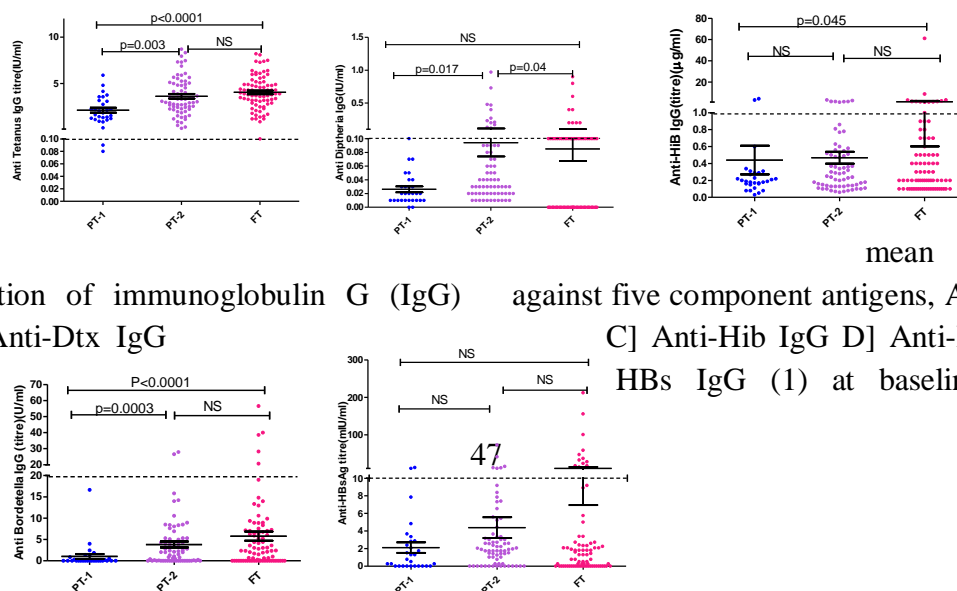 p<0.0001
p=0.003
NS
Anti Tetanus IgG titre(IU/ml)
10
5
0.10
0.08
0.06
0.04
0.02
0.00
PT-1
PT-2
FT
NS
p=0.017
p=0.04
Anti Diptheria IgG(IU/ml)
1.5
1.0
0.5
0.10
0.08
0.06
0.04
0.02
0.00
PT-1
PT-2
FT
p=0.045
NS
NS
Anti-HiB IgG(titre)(µg/ml)
80
60
40
20
1.0
0.8
0.6
0.4
0.2
0.0
PT-1
PT-2
FT
mean
tion of immunoglobulin G (IgG) against five component antigens, A
Anti-Dtx IgG C] Anti-Hib IgG D] Anti-
HBs IgG (1) at baselin
P<0.0001
p=0.0003
NS
Anti Bordetella IgG (titre)(U/ml)
70
60
50
40
30
20
20
15
10
5
0
PT-1
PT-2
FT
NS
NS
NS
47
Anti-HBsAg titre(mIU/ml)
300
200
100
10
8
6
4
2
0
PT-1
PT-2
FT